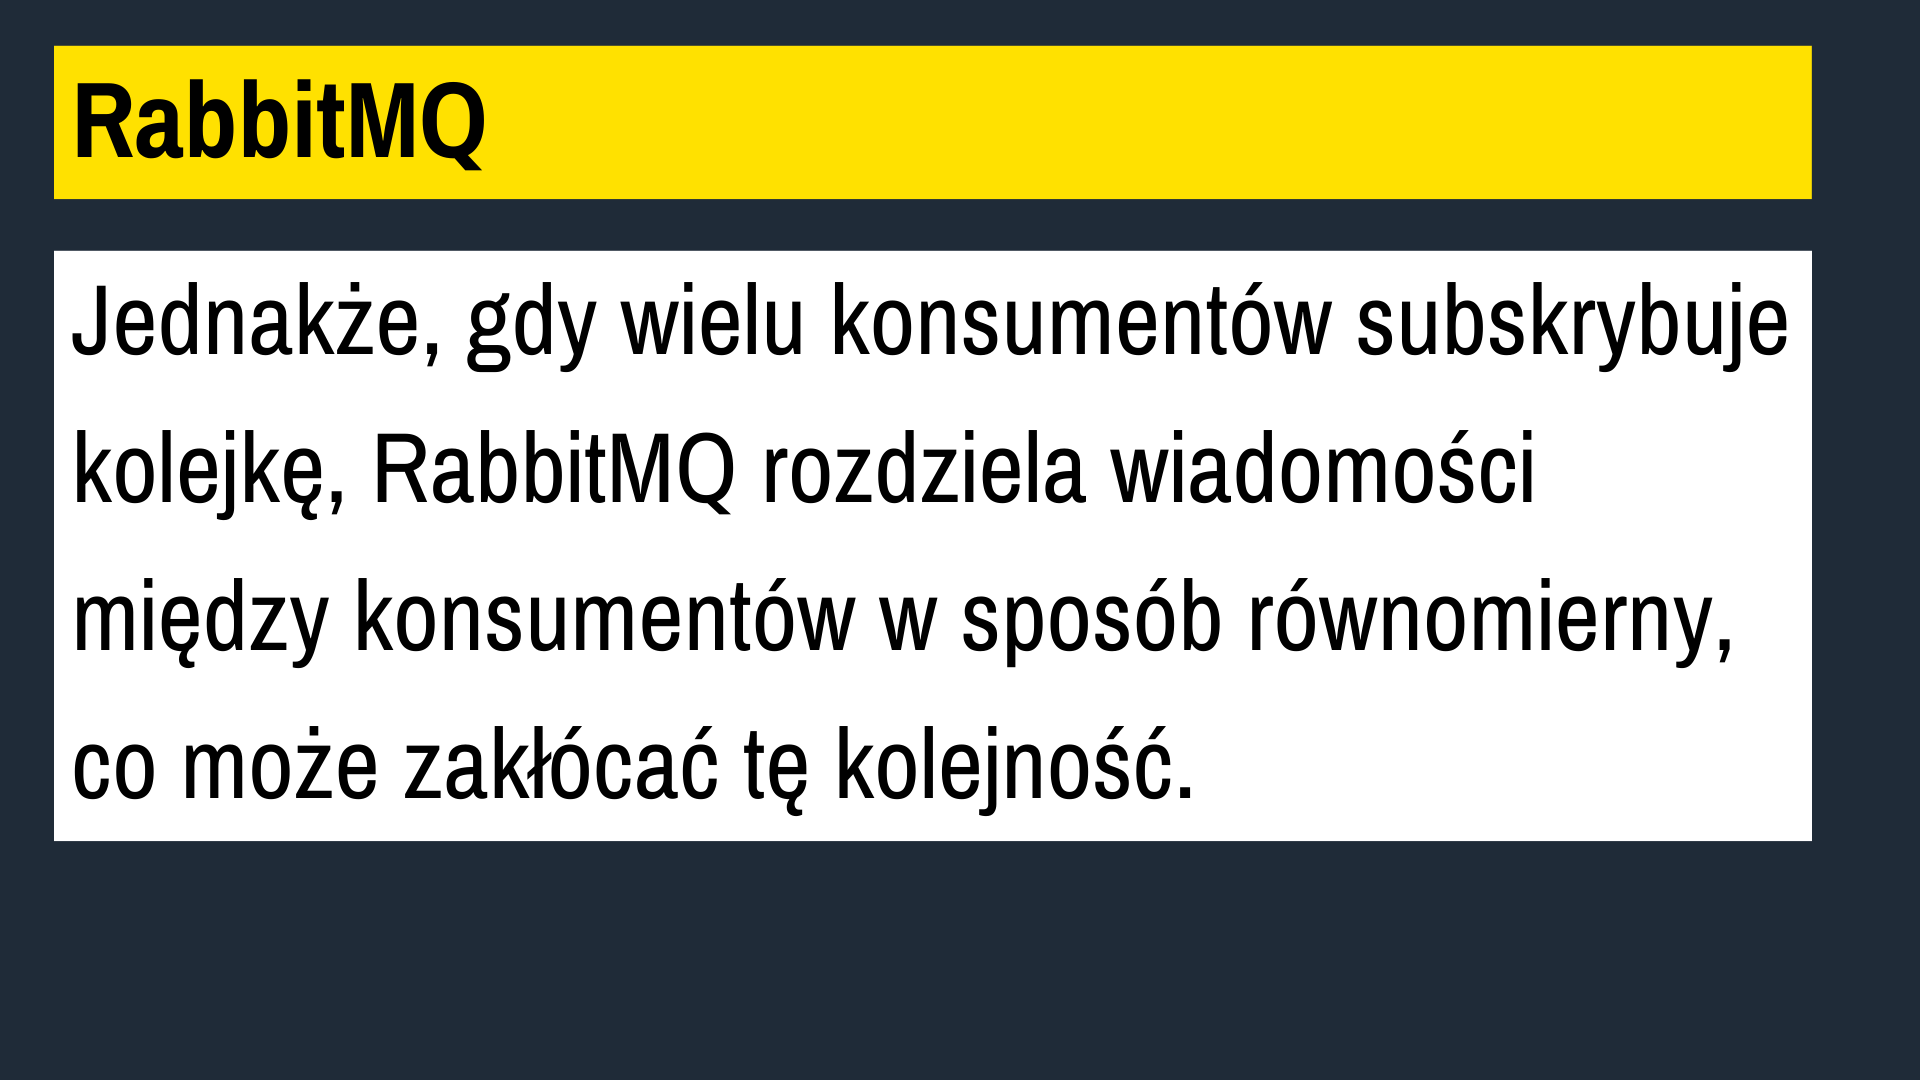 RabbitMQ
Jednakże, gdy wielu konsumentów subskrybuje
kolejkę, RabbitMQ rozdziela wiadomości
między konsumentów w sposób równomierny,
co może zakłócać tę kolejność.